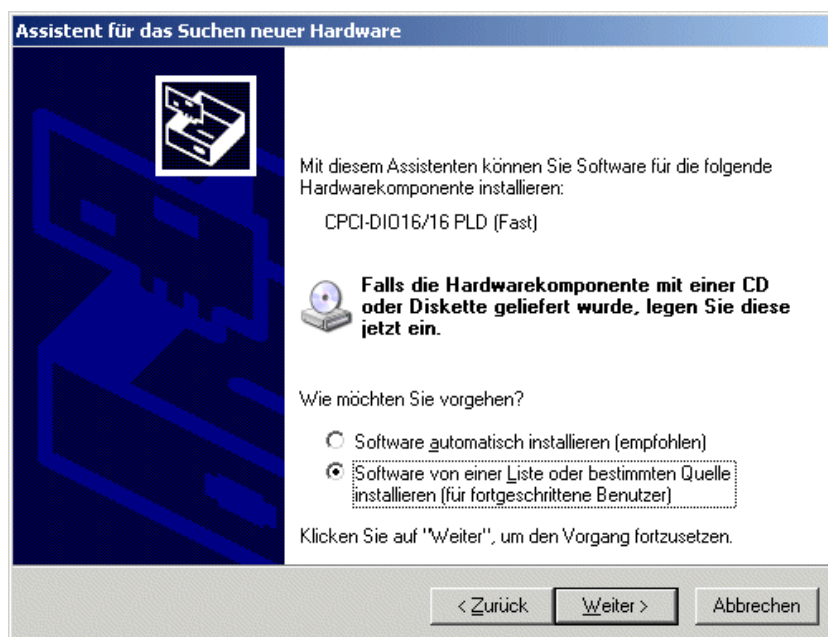 Assistent für das Suchen neuer Hardware
Mit diesem Assistenten können Sie Software für die folgende
Hardwarekomponente installieren:
CPCI-DIO16/16 PLD (Fast)
Falls die Hardwarekomponente mit einer CD
oder Diskette geliefert wurde, legen Sie diese
jetzt ein.
Wie möchten Sie vorgehen?
Software automatisch installieren (empfohlen)
Software von einer Liste oder bestimmten Quelle
installieren (für fortgeschrittene Benutzer)
Klicken Sie auf "Weiter", um den Vorgang fortzusetzen.
< Zurück Weiter > Abbrechen